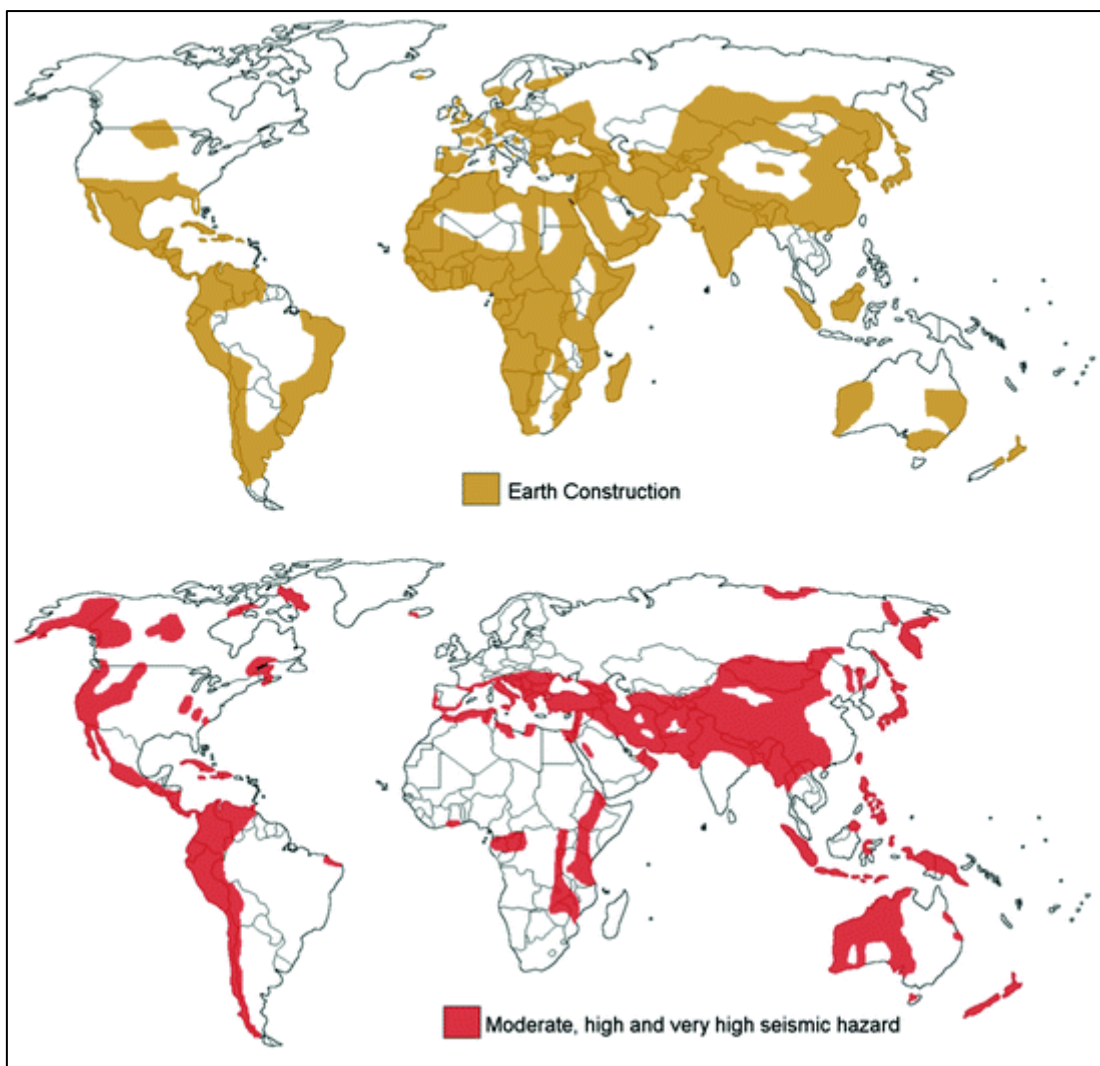 Earth Construction
Moderate, high and very high seismic hazard